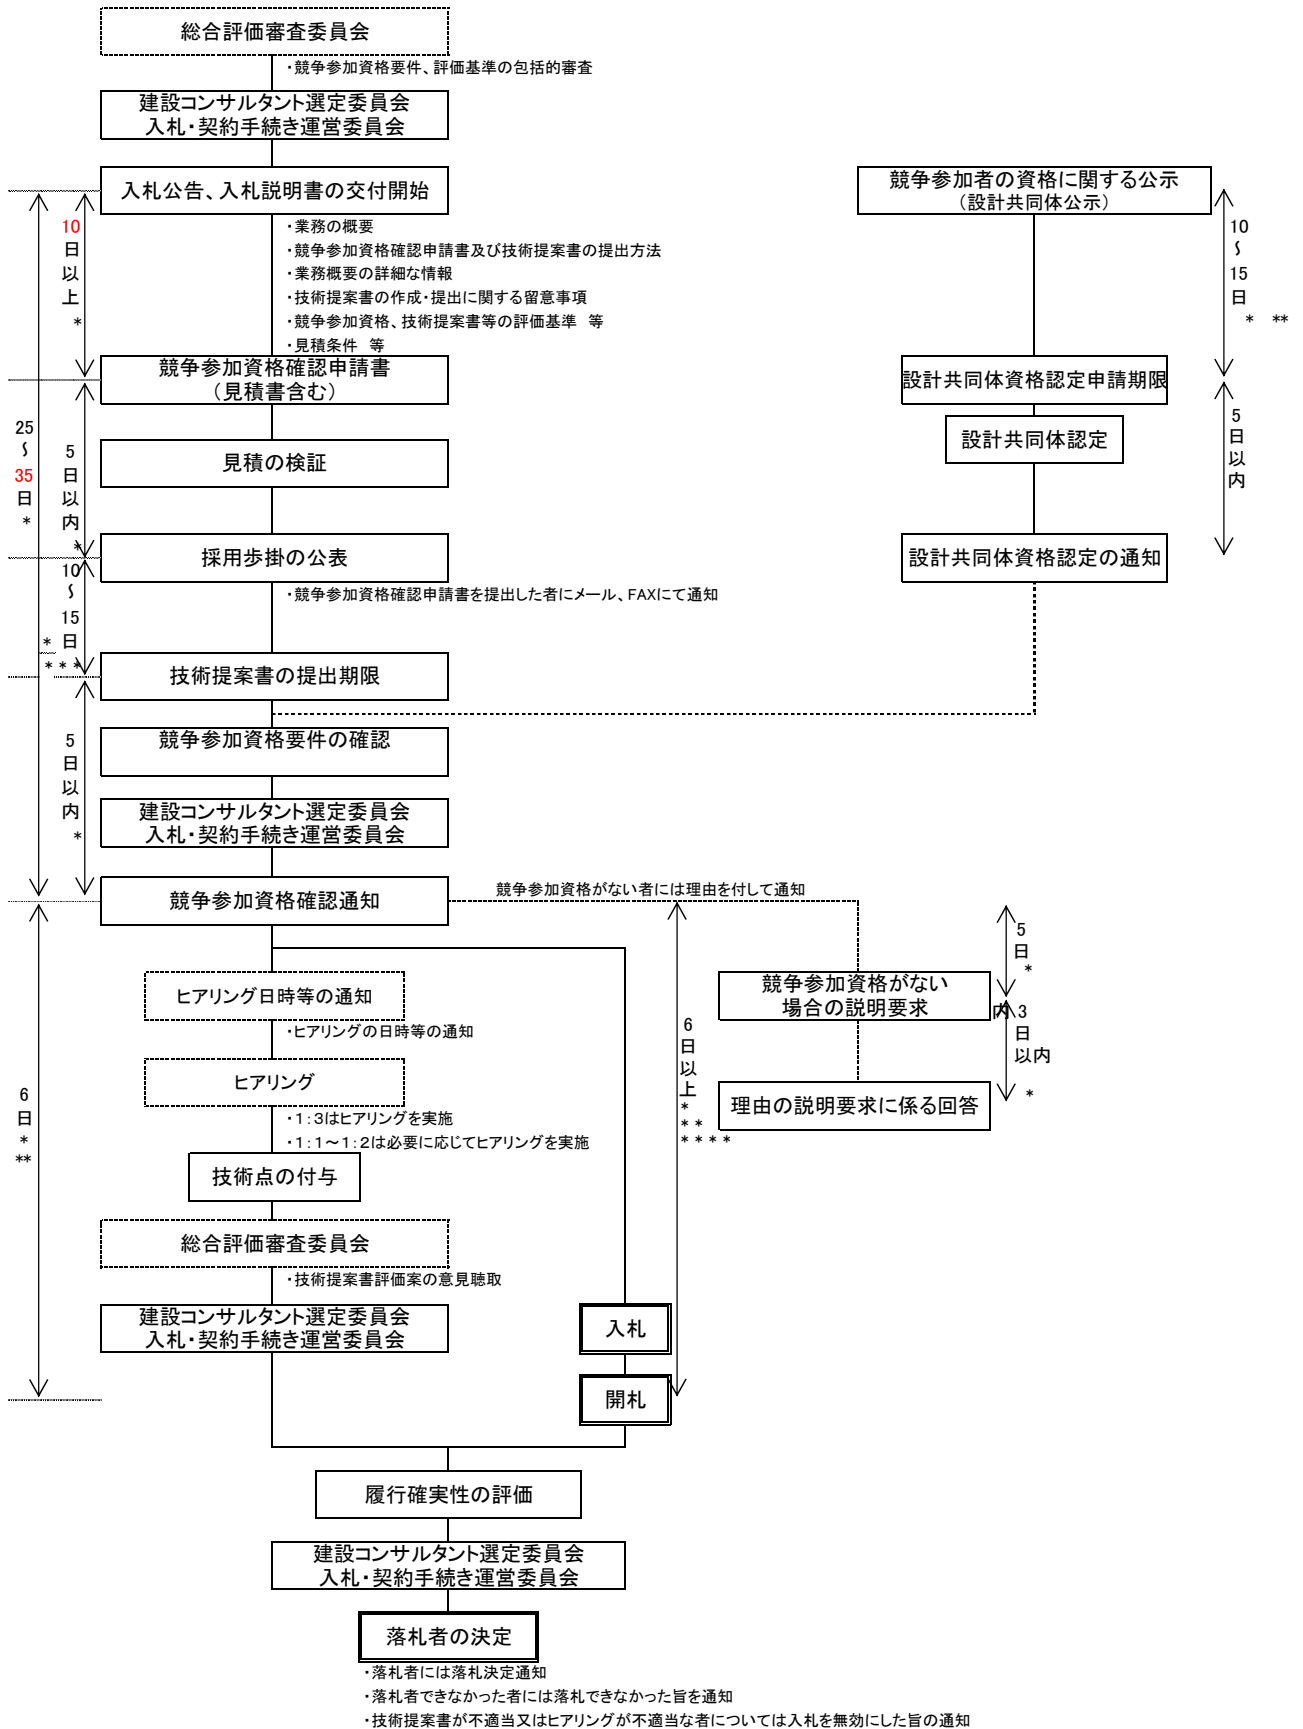 総合評価審査委員会
・競争参加資格要件、評価基準の包括的審査
建設コンサルタント選定委員会
入札・契約手続き運営委員会
入札公告、入札説明書の交付開始
・業務の概要
・競争参加資格確認申請書及び技術提案書の提出方法
・業務概要の詳細な情報
・技術提案書の作成・提出に関する留意事項
・競争参加資格、技術提案書等の評価基準　等
・見積条件　等
10日以上 *
競争参加資格確認申請書
（見積書含む）
見積の検証
5日以内 *
採用歩掛の公表
・競争参加資格確認申請書を提出した者にメール、FAXにて通知
10～15日
*
***
技術提案書の提出期限
競争参加資格要件の確認
建設コンサルタント選定委員会
入札・契約手続き運営委員会
5日以内 *
25～35日 *
競争参加資格確認通知
競争参加者の資格に関する公示
（設計共同体公示）
10～15日
* **
設計共同体資格認定申請期限
設計共同体認定
5日以内
設計共同体資格認定の通知
競争参加資格がない者には理由を付して通知
5日 *
内
競争参加資格がない
場合の説明要求
3日以内
*
理由の説明要求に係る回答
ヒアリング日時等の通知
・ヒアリングの日時等の通知
ヒアリング
・1：3はヒアリングを実施
・1：1～1：2は必要に応じてヒアリングを実施
技術点の付与
総合評価審査委員会
・技術提案書評価案の意見聴取
建設コンサルタント選定委員会
入札・契約手続き運営委員会
6日
*
**
6日以上
*
**
****
入札
開札
履行確実性の評価
建設コンサルタント選定委員会
入札・契約手続き運営委員会
落札者の決定
・落札者には落札決定通知
・落札者できなかった者には落札できなかった旨を通知
・技術提案書が不適当又はヒアリングが不適当な者については入札を無効にした旨の通知